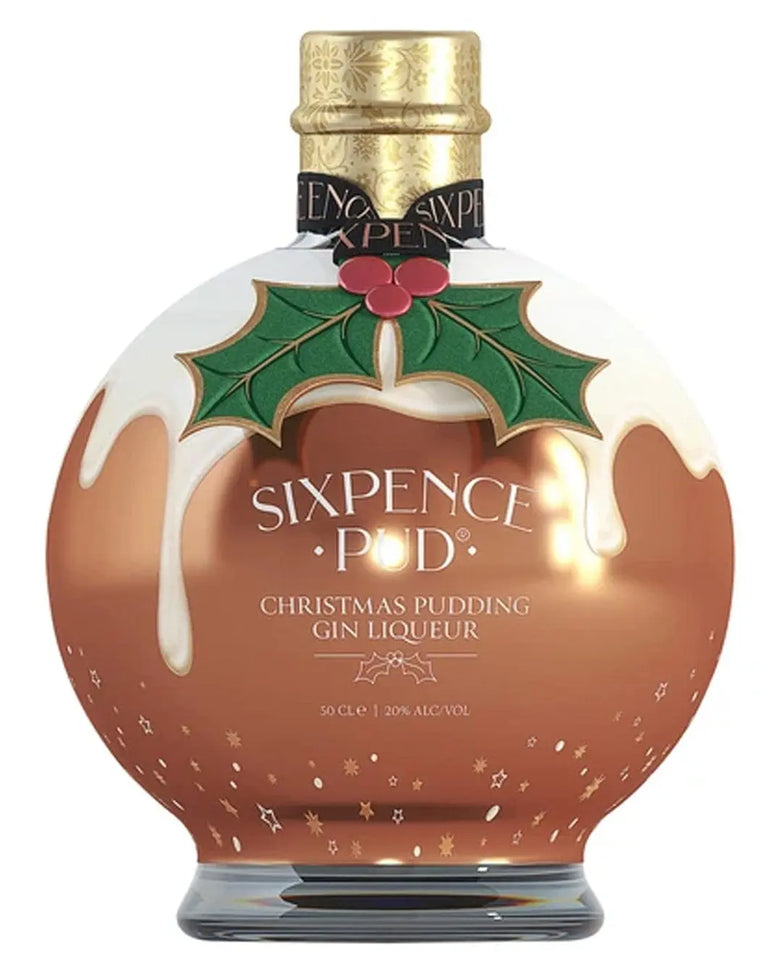 SIXPENCE
· PUD® ·
CHRISTMAS PUDDING
GIN LIQUEUR
50 CL ℮ | 20% ALC/VOL